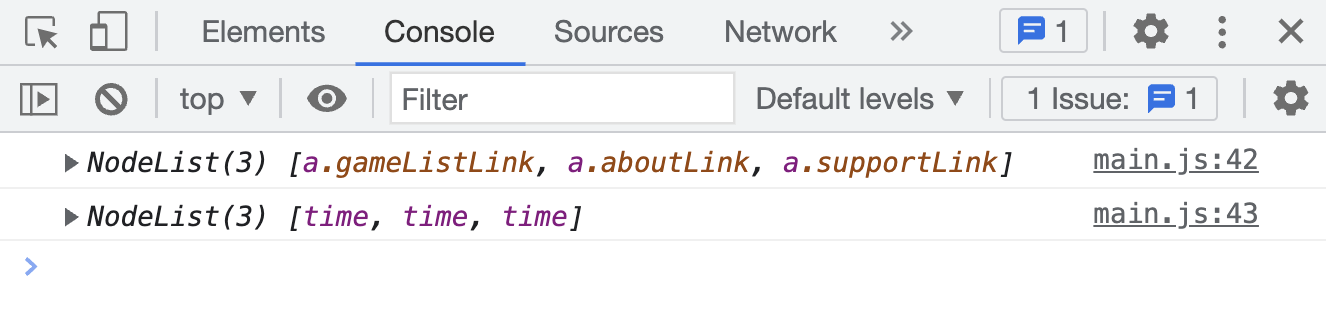 Elements Console Sources Network 1
top Filter Default levels 1 Issue: 1
NodeList(3) [a.gameListLink, a.aboutLink, a.supportLink] main.js:42
NodeList(3) [time, time, time] main.js:43